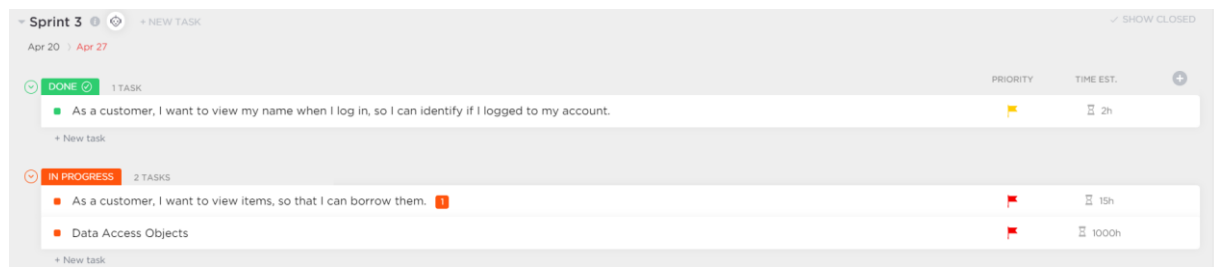 Sprint 3 + NEW TASK ✓ SHOW CLOSED
Apr 20 Apr 27
DONE 1 TASK PRIORITY TIME EST.
As a customer, I want to view my name when I log in, so I can identify if I logged to my account. 2h
+ New task
IN PROGRESS 2 TASKS
As a customer, I want to view items, so that I can borrow them. 1 15h
Data Access Objects 1000h
+ New task